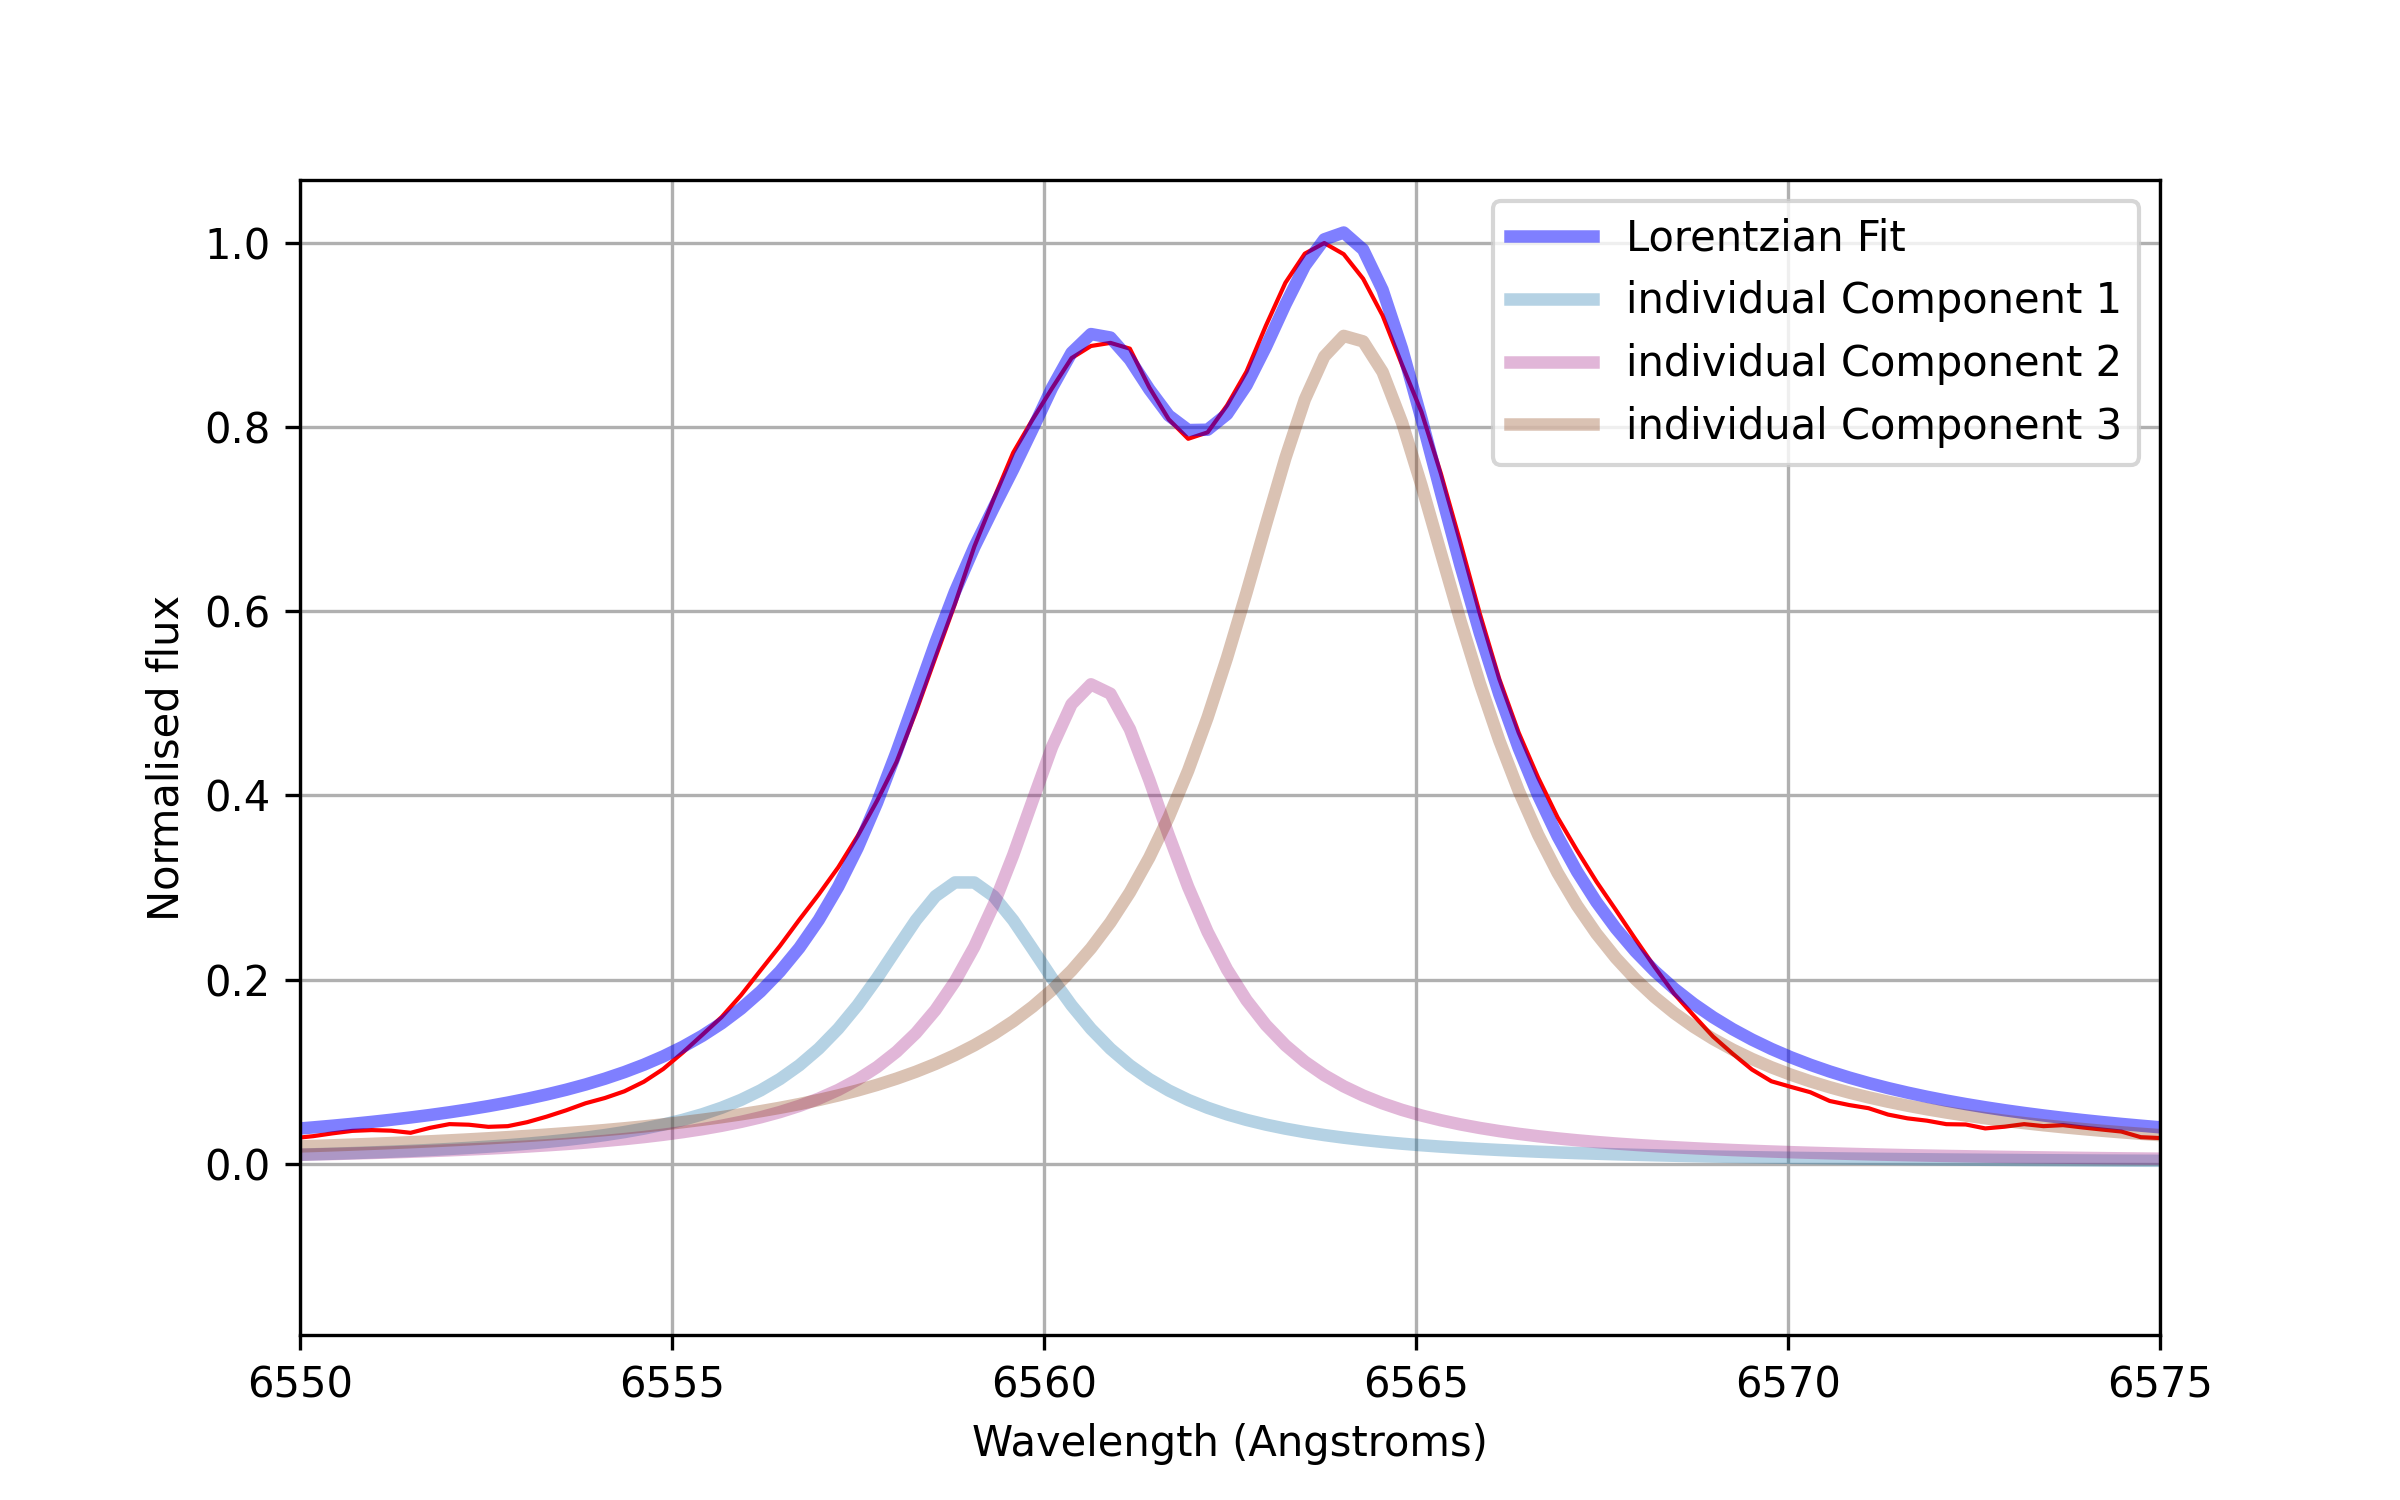 Lorentzian Fit
individual Component 1
individual Component 2
individual Component 3
1.0
0.8
0.6
0.4
0.2
0.0
Normalised flux
6550 6555 6560 6565 6570 6575
Wavelength (Angstroms)